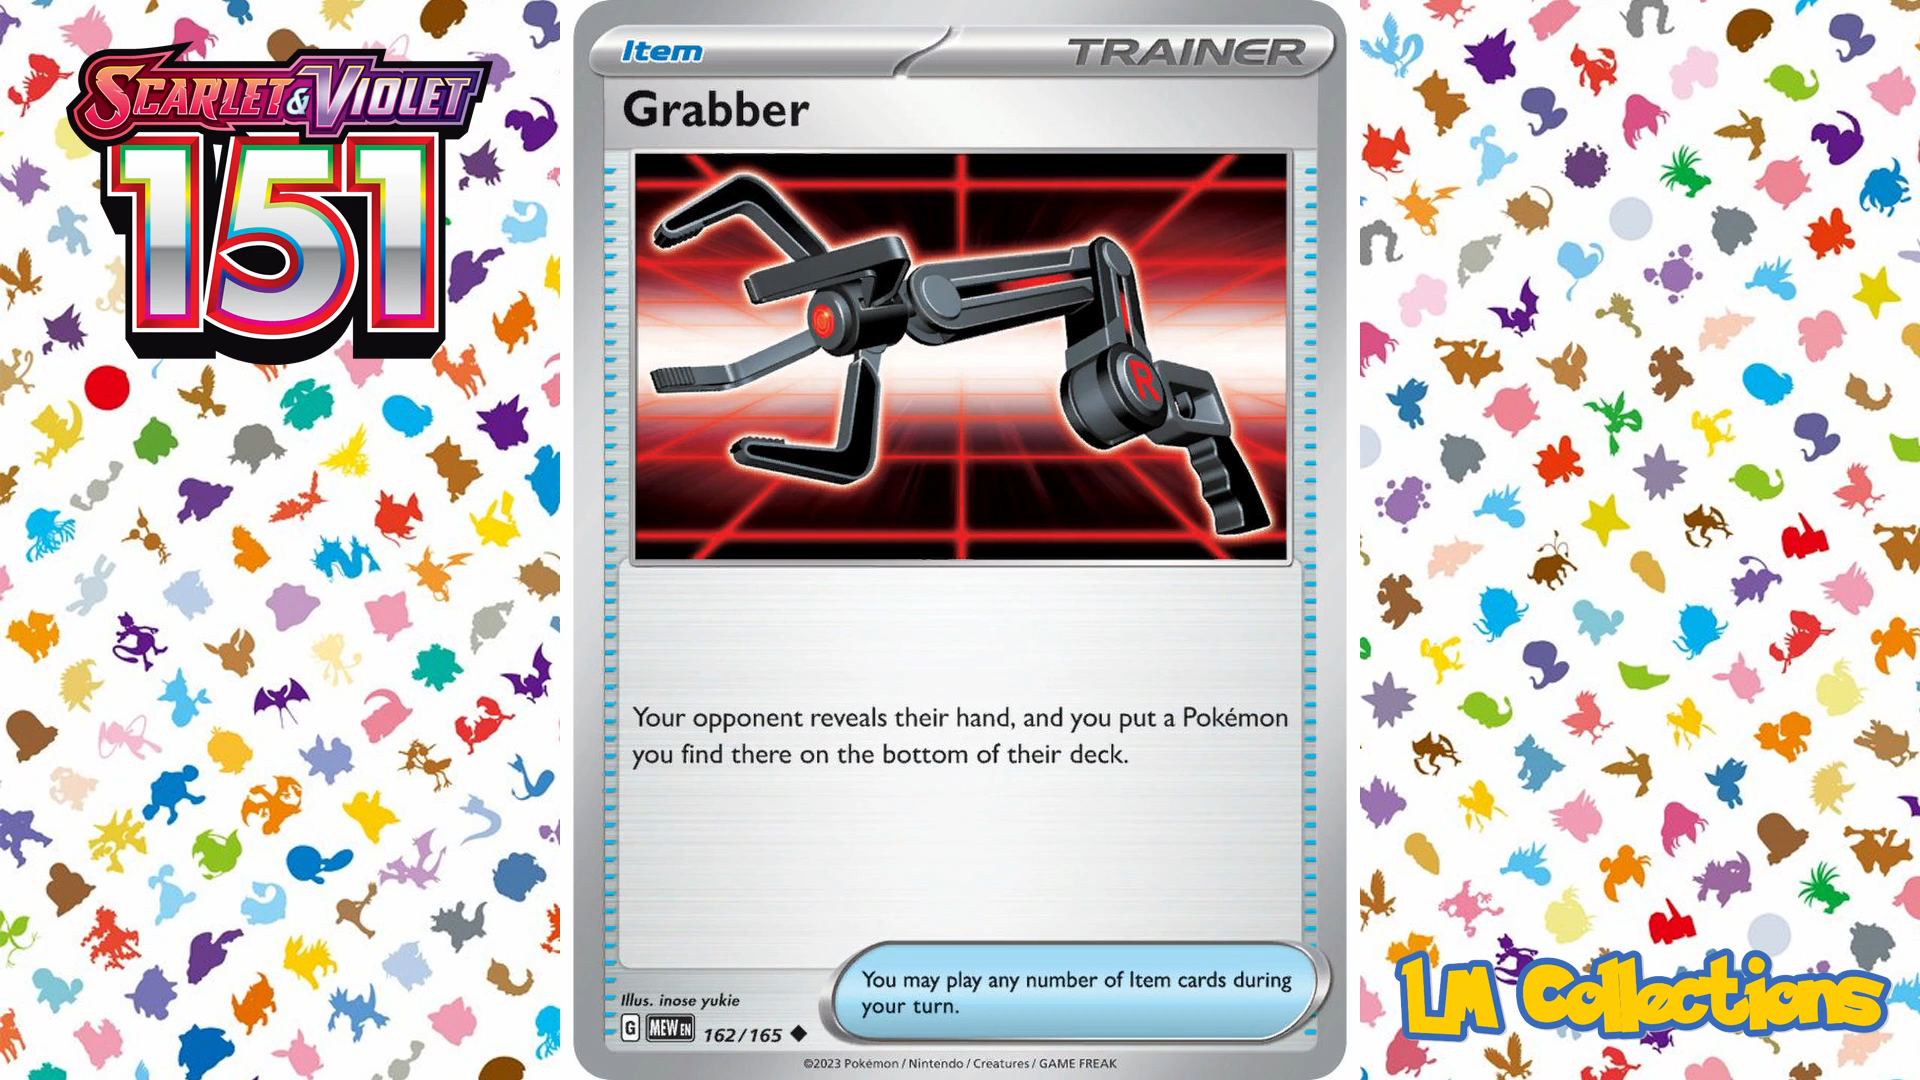 SCARLET & VIOLET
151
Item
TRAINER
Grabber
R
Your opponent reveals their hand, and you put a Pokémon
you find there on the bottom of their deck.
You may play any number of Item cards during
your turn.
Illus. inose yukie
G MEW EN 162/165
©2023 Pokémon / Nintendo / Creatures / GAME FREAK
LM Collections